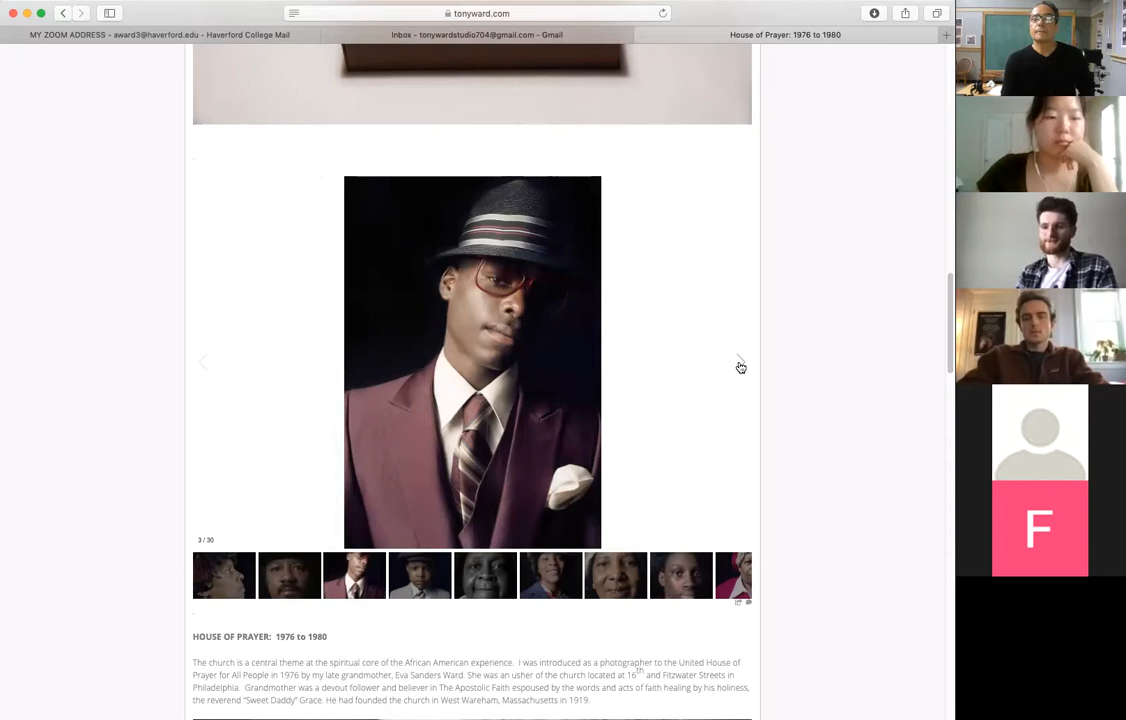 tonyward.com
MY ZOOM ADDRESS - award3@haverford.edu - Haverford College Mail
Inbox - tonywardstudio704@gmail.com - Gmail
House of Prayer: 1976 to 1980
3 / 30
HOUSE OF PRAYER: 1976 to 1980
The church is a central theme at the spiritual core of the African American experience. I was introduced as a photographer to the United House of
Prayer for All People in 1976 by my late grandmother, Eva Sanders Ward. She was an usher of the church located at 16th and Fitzwater Streets in
Philadelphia. Grandmother was a devout follower and believer in The Apostolic Faith espoused by the words and acts of faith healing by his holiness,
the reverend "Sweet Daddy" Grace. He had founded the church in West Wareham, Massachusetts in 1919.
F